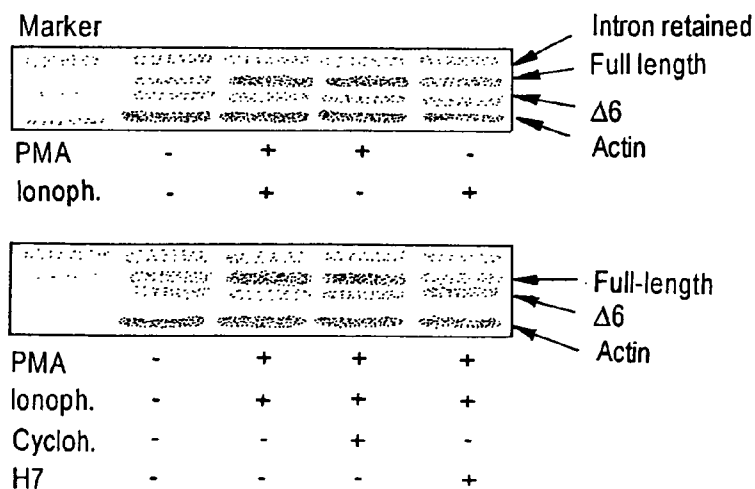 Marker
Intron retained
Full length
Δ6
Actin
PMA - + + -
Ionoph. - + - +
Full-length
Δ6
Actin
PMA - + + +
Ionoph. - + + +
Cycloh. - - + -
H7 - - - +